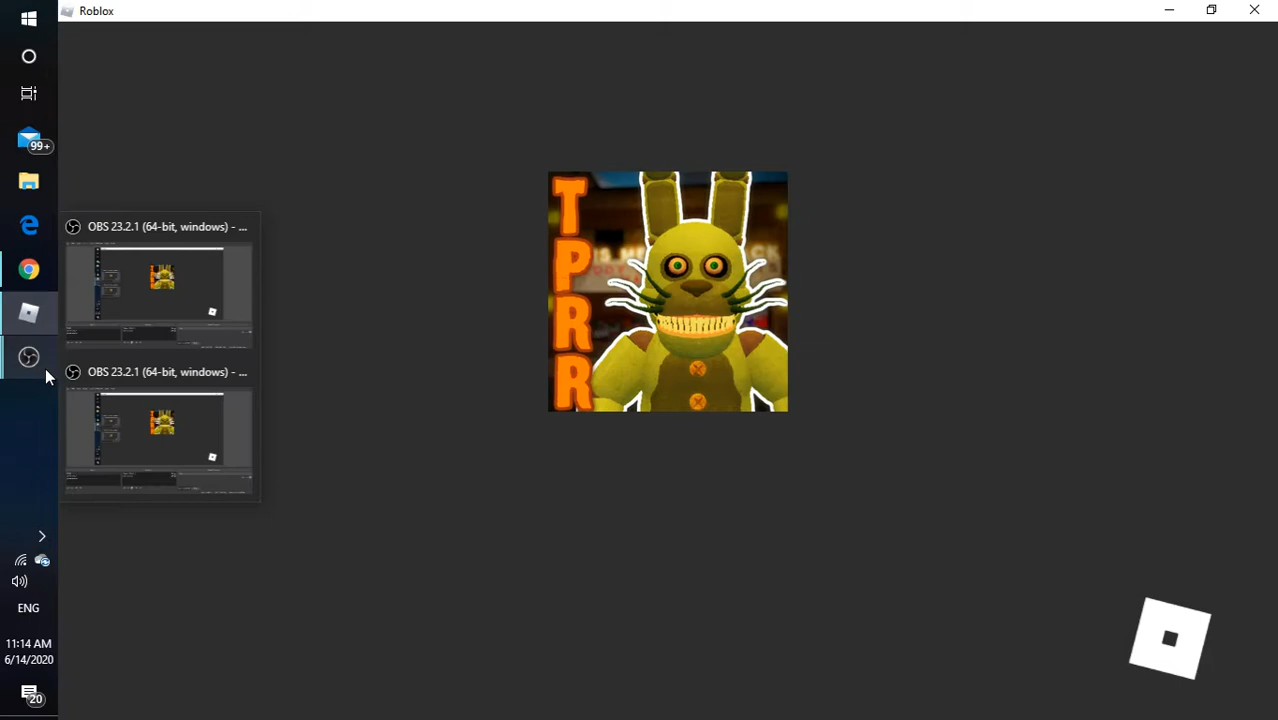 Roblox
99+
OBS 23.2.1 (64-bit, windows) - ...
OBS 23.2.1 (64-bit, windows) - ...
TPRR
ENG
11:14 AM
6/14/2020
20